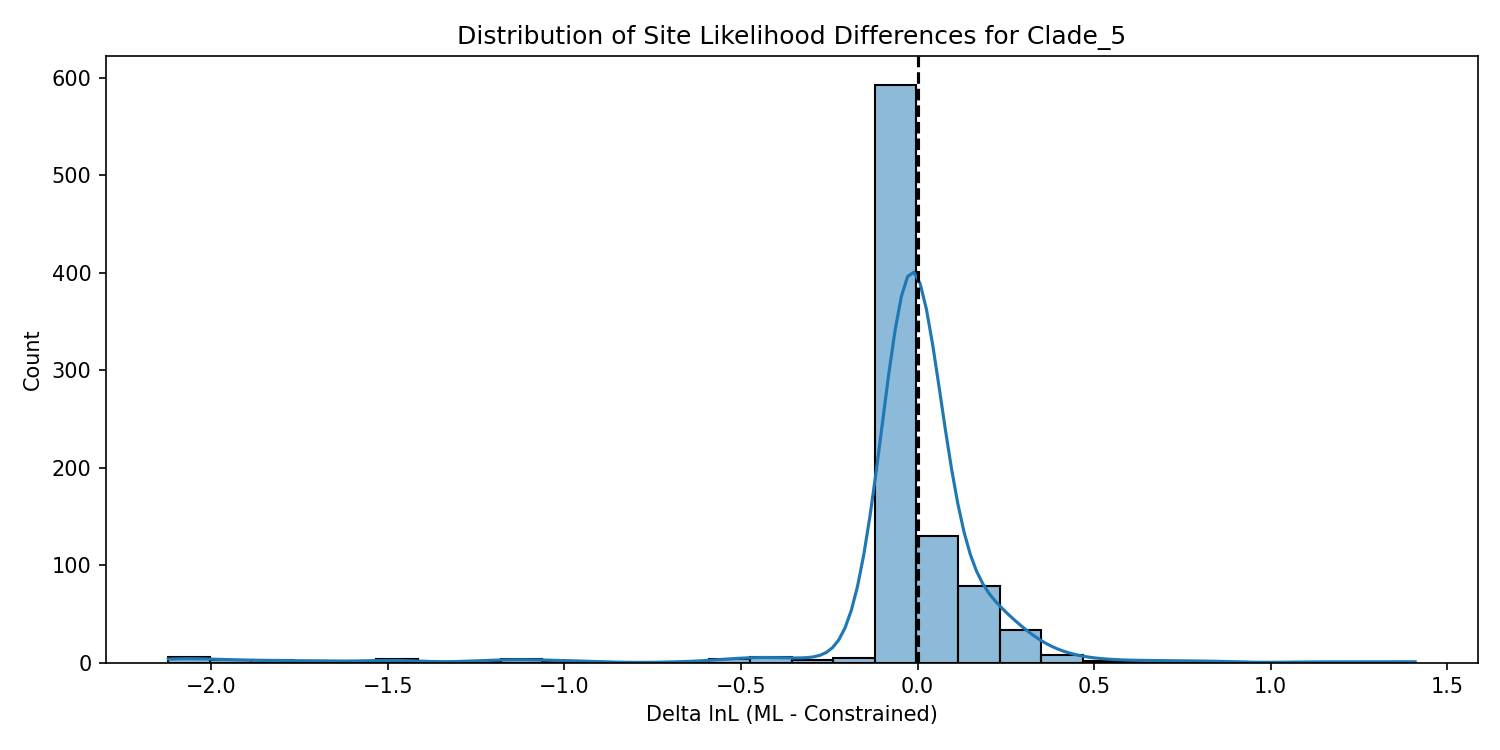 Distribution of Site Likelihood Differences for Clade_5
600
500
400
300
200
100
0
Count
−2.0 −1.5 −1.0 −0.5 0.0 0.5 1.0 1.5
Delta lnL (ML - Constrained)